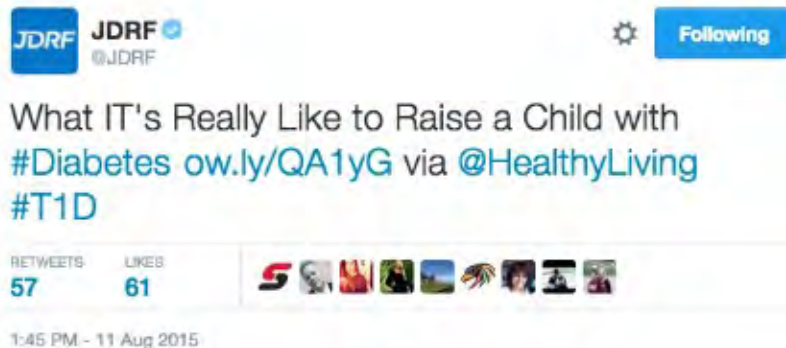 JDRF
JDRF
@JDRF
Following
What IT's Really Like to Raise a Child with
#Diabetes ow.ly/QA1yG via @HealthyLiving
#T1D
RETWEETS LIKES
57 61
1:45 PM - 11 Aug 2015